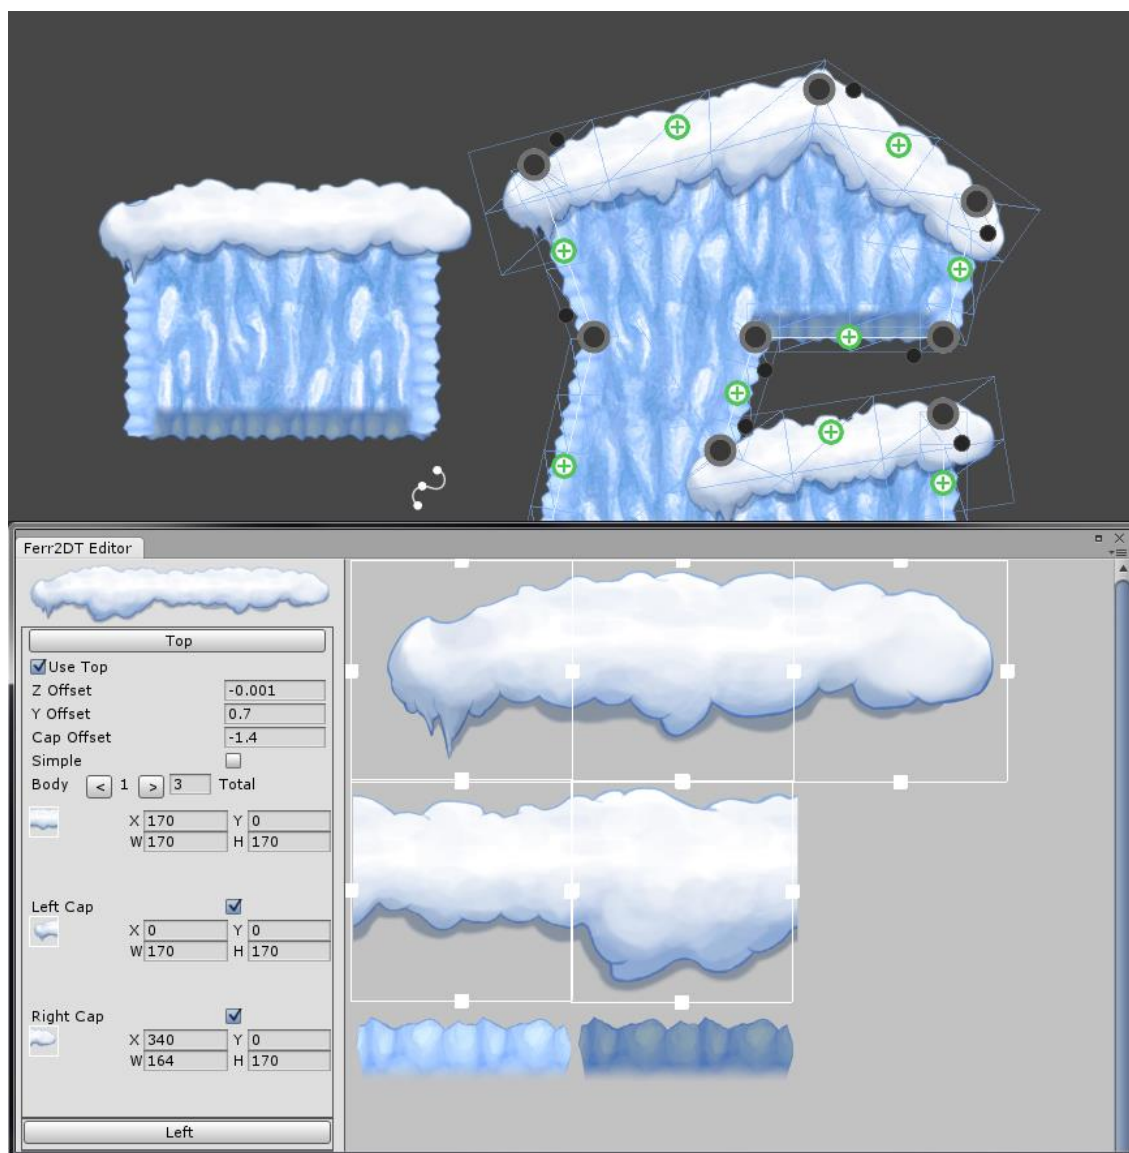 Ferr2DT Editor
Top
Use Top
Z Offset -0.001
Y Offset 0.7
Cap Offset -1.4
Simple
Body < 1 > 3 Total
X 170 Y 0
W 170 H 170
Left Cap
X 0 Y 0
W 170 H 170
Right Cap
X 340 Y 0
W 164 H 170
Left